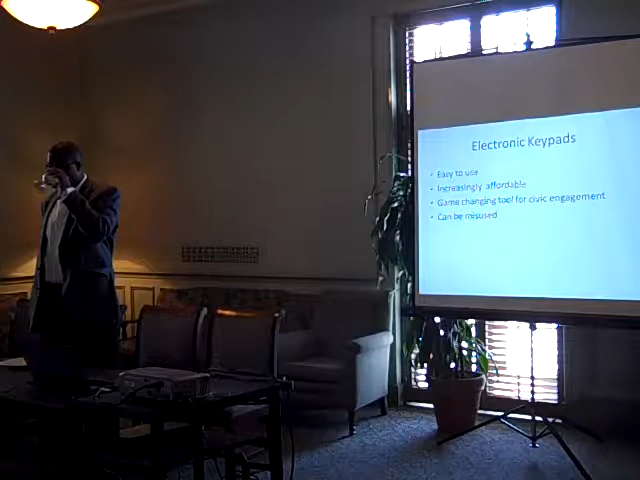 Electronic Keypads
• Easy to use
• Increasingly affordable
• Game changing tool for civic engagement
• Can be misused